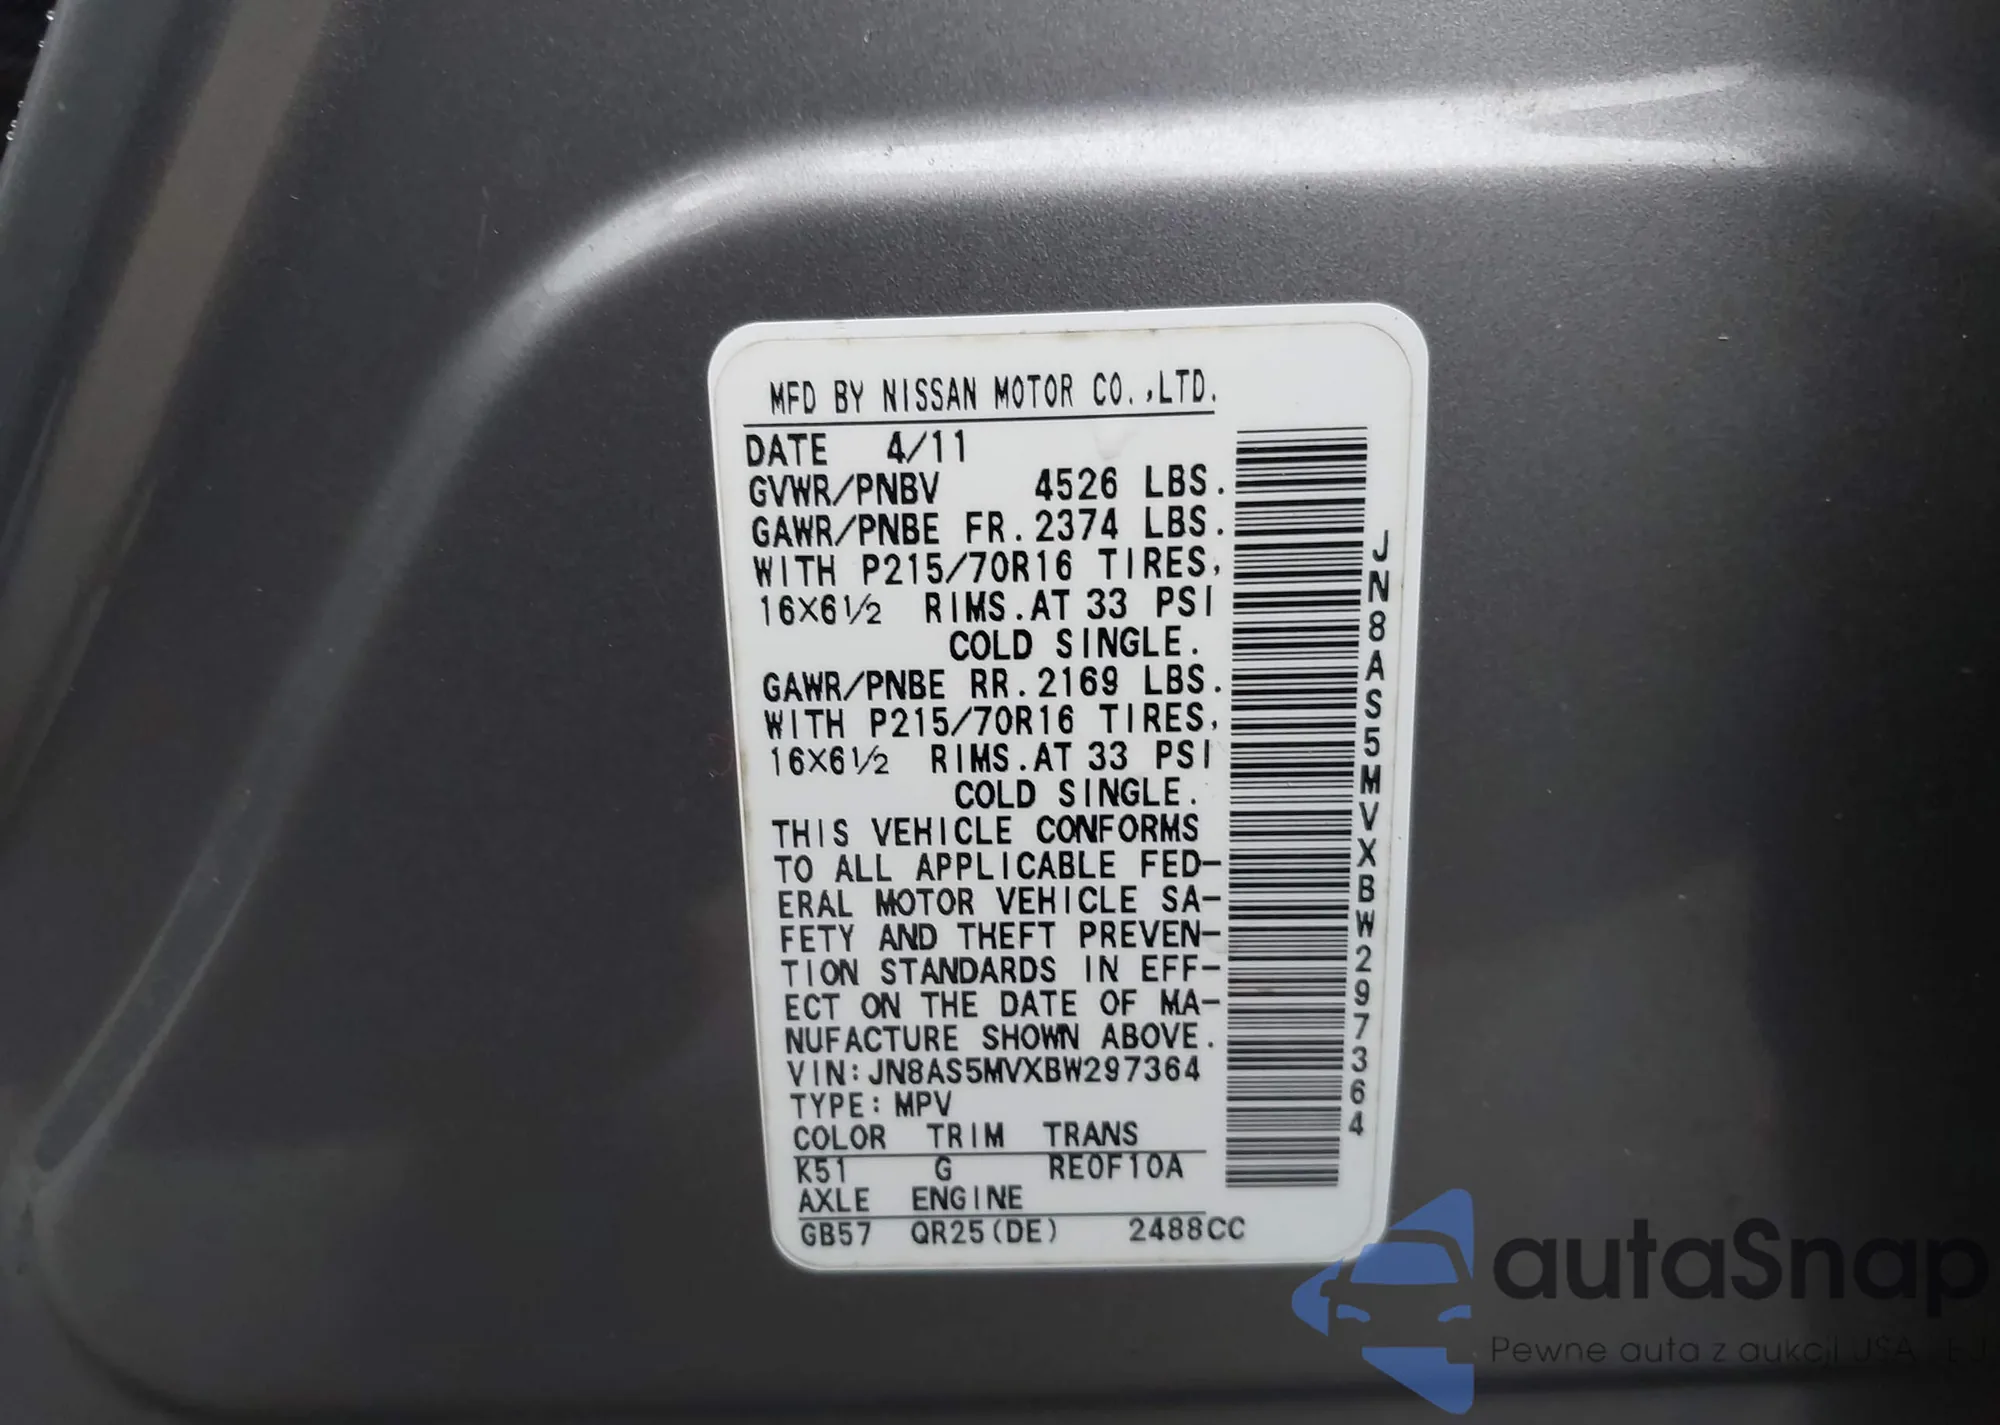 MFD BY NISSAN MOTOR CO.,LTD.
DATE 4/11
GVWR/PNBV 4526 LBS.
GAWR/PNBE FR.2374 LBS.
WITH P215/70R16 TIRES,
16X6½ RIMS.AT 33 PSI
COLD SINGLE.
GAWR/PNBE RR.2169 LBS.
WITH P215/70R16 TIRES,
16X6½ RIMS.AT 33 PSI
COLD SINGLE.
THIS VEHICLE CONFORMS
TO ALL APPLICABLE FED-
ERAL MOTOR VEHICLE SA-
FETY AND THEFT PREVEN-
TION STANDARDS IN EFF-
ECT ON THE DATE OF MA-
NUFACTURE SHOWN ABOVE.
VIN:JN8AS5MVXBW297364
TYPE:MPV
COLOR TRIM TRANS
K51 G RE0F10A
AXLE ENGINE
GB57 QR25(DE) 2488CC
JN8AS5MVXBW297364
autaSnap
Pewne auta z aukcji USA